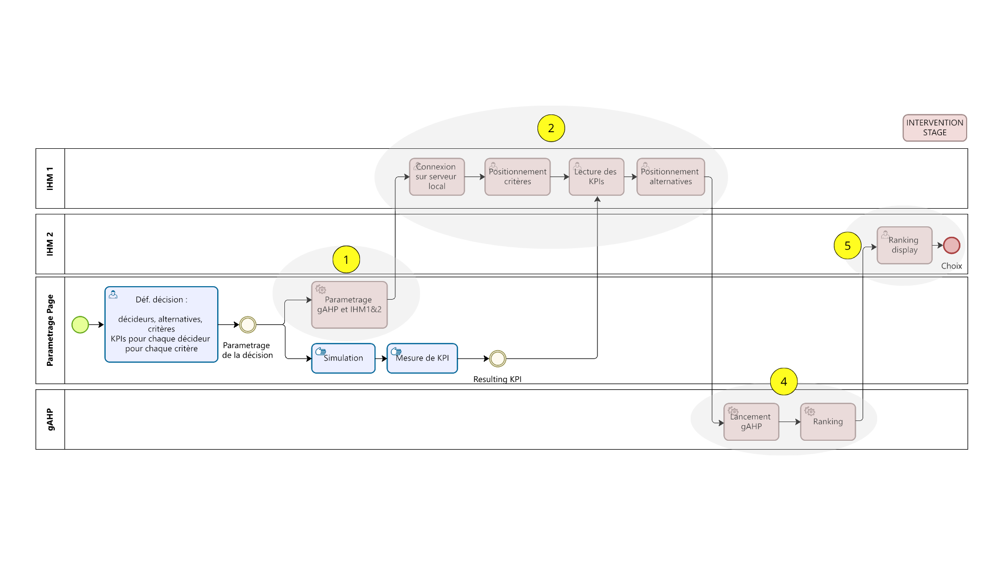 2
INTERVENTION
STAGE
IHM 1
Connexion
sur serveur
local
Positionnement
critères
Lecture des
KPIs
Positionnement
alternatives
IHM 2
1
5
Ranking
display
Choix
Parametrage Page
Déf. décision :
décideurs, alternatives,
critères
KPIs pour chaque décideur
pour chaque critère
Parametrage
de la décision
Parametrage
gAHP et IHM1&2
Simulation
Mesure de KPI
Resulting KPI
4
gAHP
Lancement
gAHP
Ranking